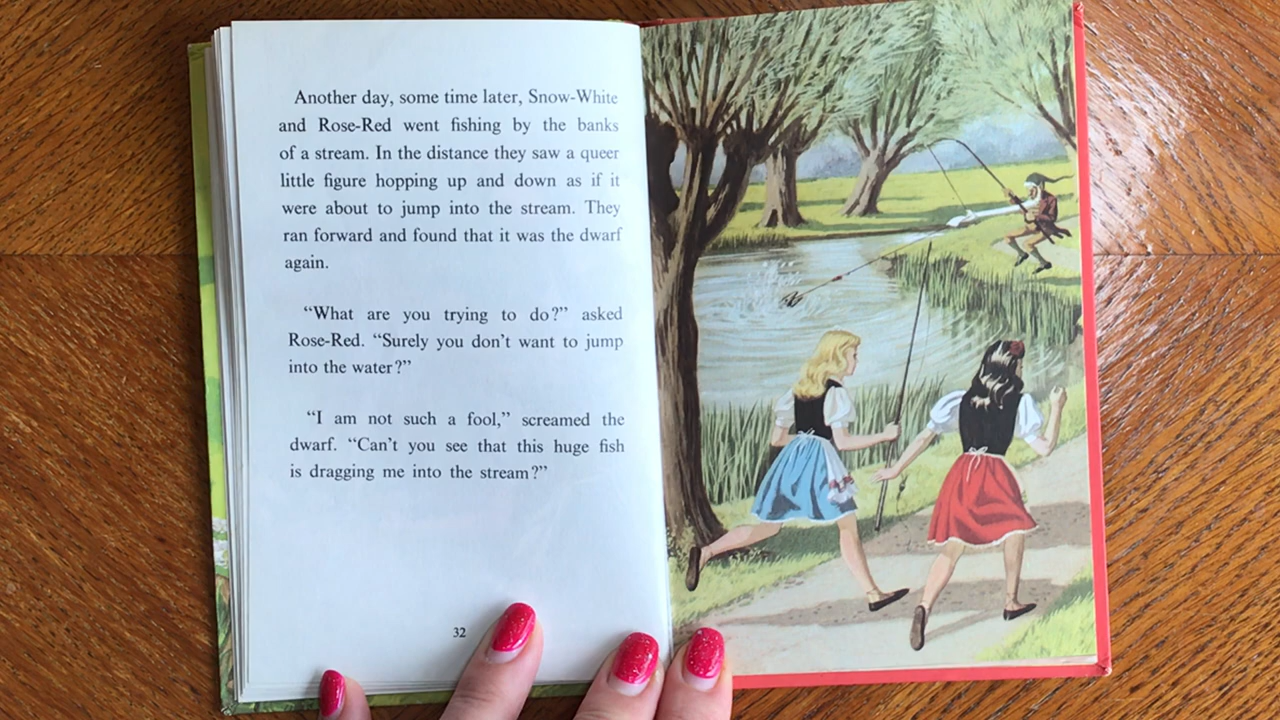 Another day, some time later, Snow-White
and Rose-Red went fishing by the banks
of a stream. In the distance they saw a queer
little figure hopping up and down as if it
were about to jump into the stream. They
ran forward and found that it was the dwarf
again.
“What are you trying to do?” asked
Rose-Red. “Surely you don’t want to jump
into the water?”
“I am not such a fool,” screamed the
dwarf. “Can’t you see that this huge fish
is dragging me into the stream?”
32